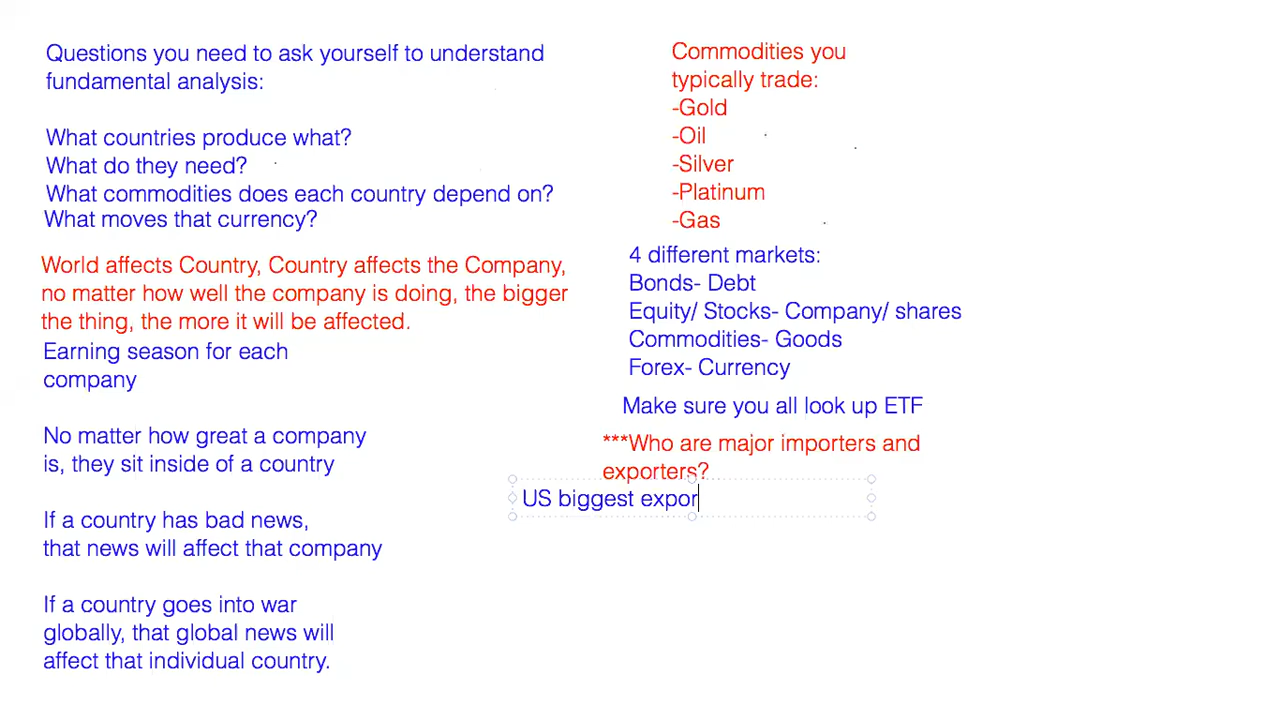 Questions you need to ask yourself to understand
fundamental analysis:
What countries produce what?
What do they need?
What commodities does each country depend on?
What moves that currency?
World affects Country, Country affects the Company,
no matter how well the company is doing, the bigger
the thing, the more it will be affected.
Earning season for each
company
No matter how great a company
is, they sit inside of a country
If a country has bad news,
that news will affect that company
If a country goes into war
globally, that global news will
affect that individual country.
Commodities you
typically trade:
-Gold
-Oil
-Silver
-Platinum
-Gas
4 different markets:
Bonds- Debt
Equity/ Stocks- Company/ shares
Commodities- Goods
Forex- Currency
Make sure you all look up ETF
***Who are major importers and
exporters?
US biggest expor